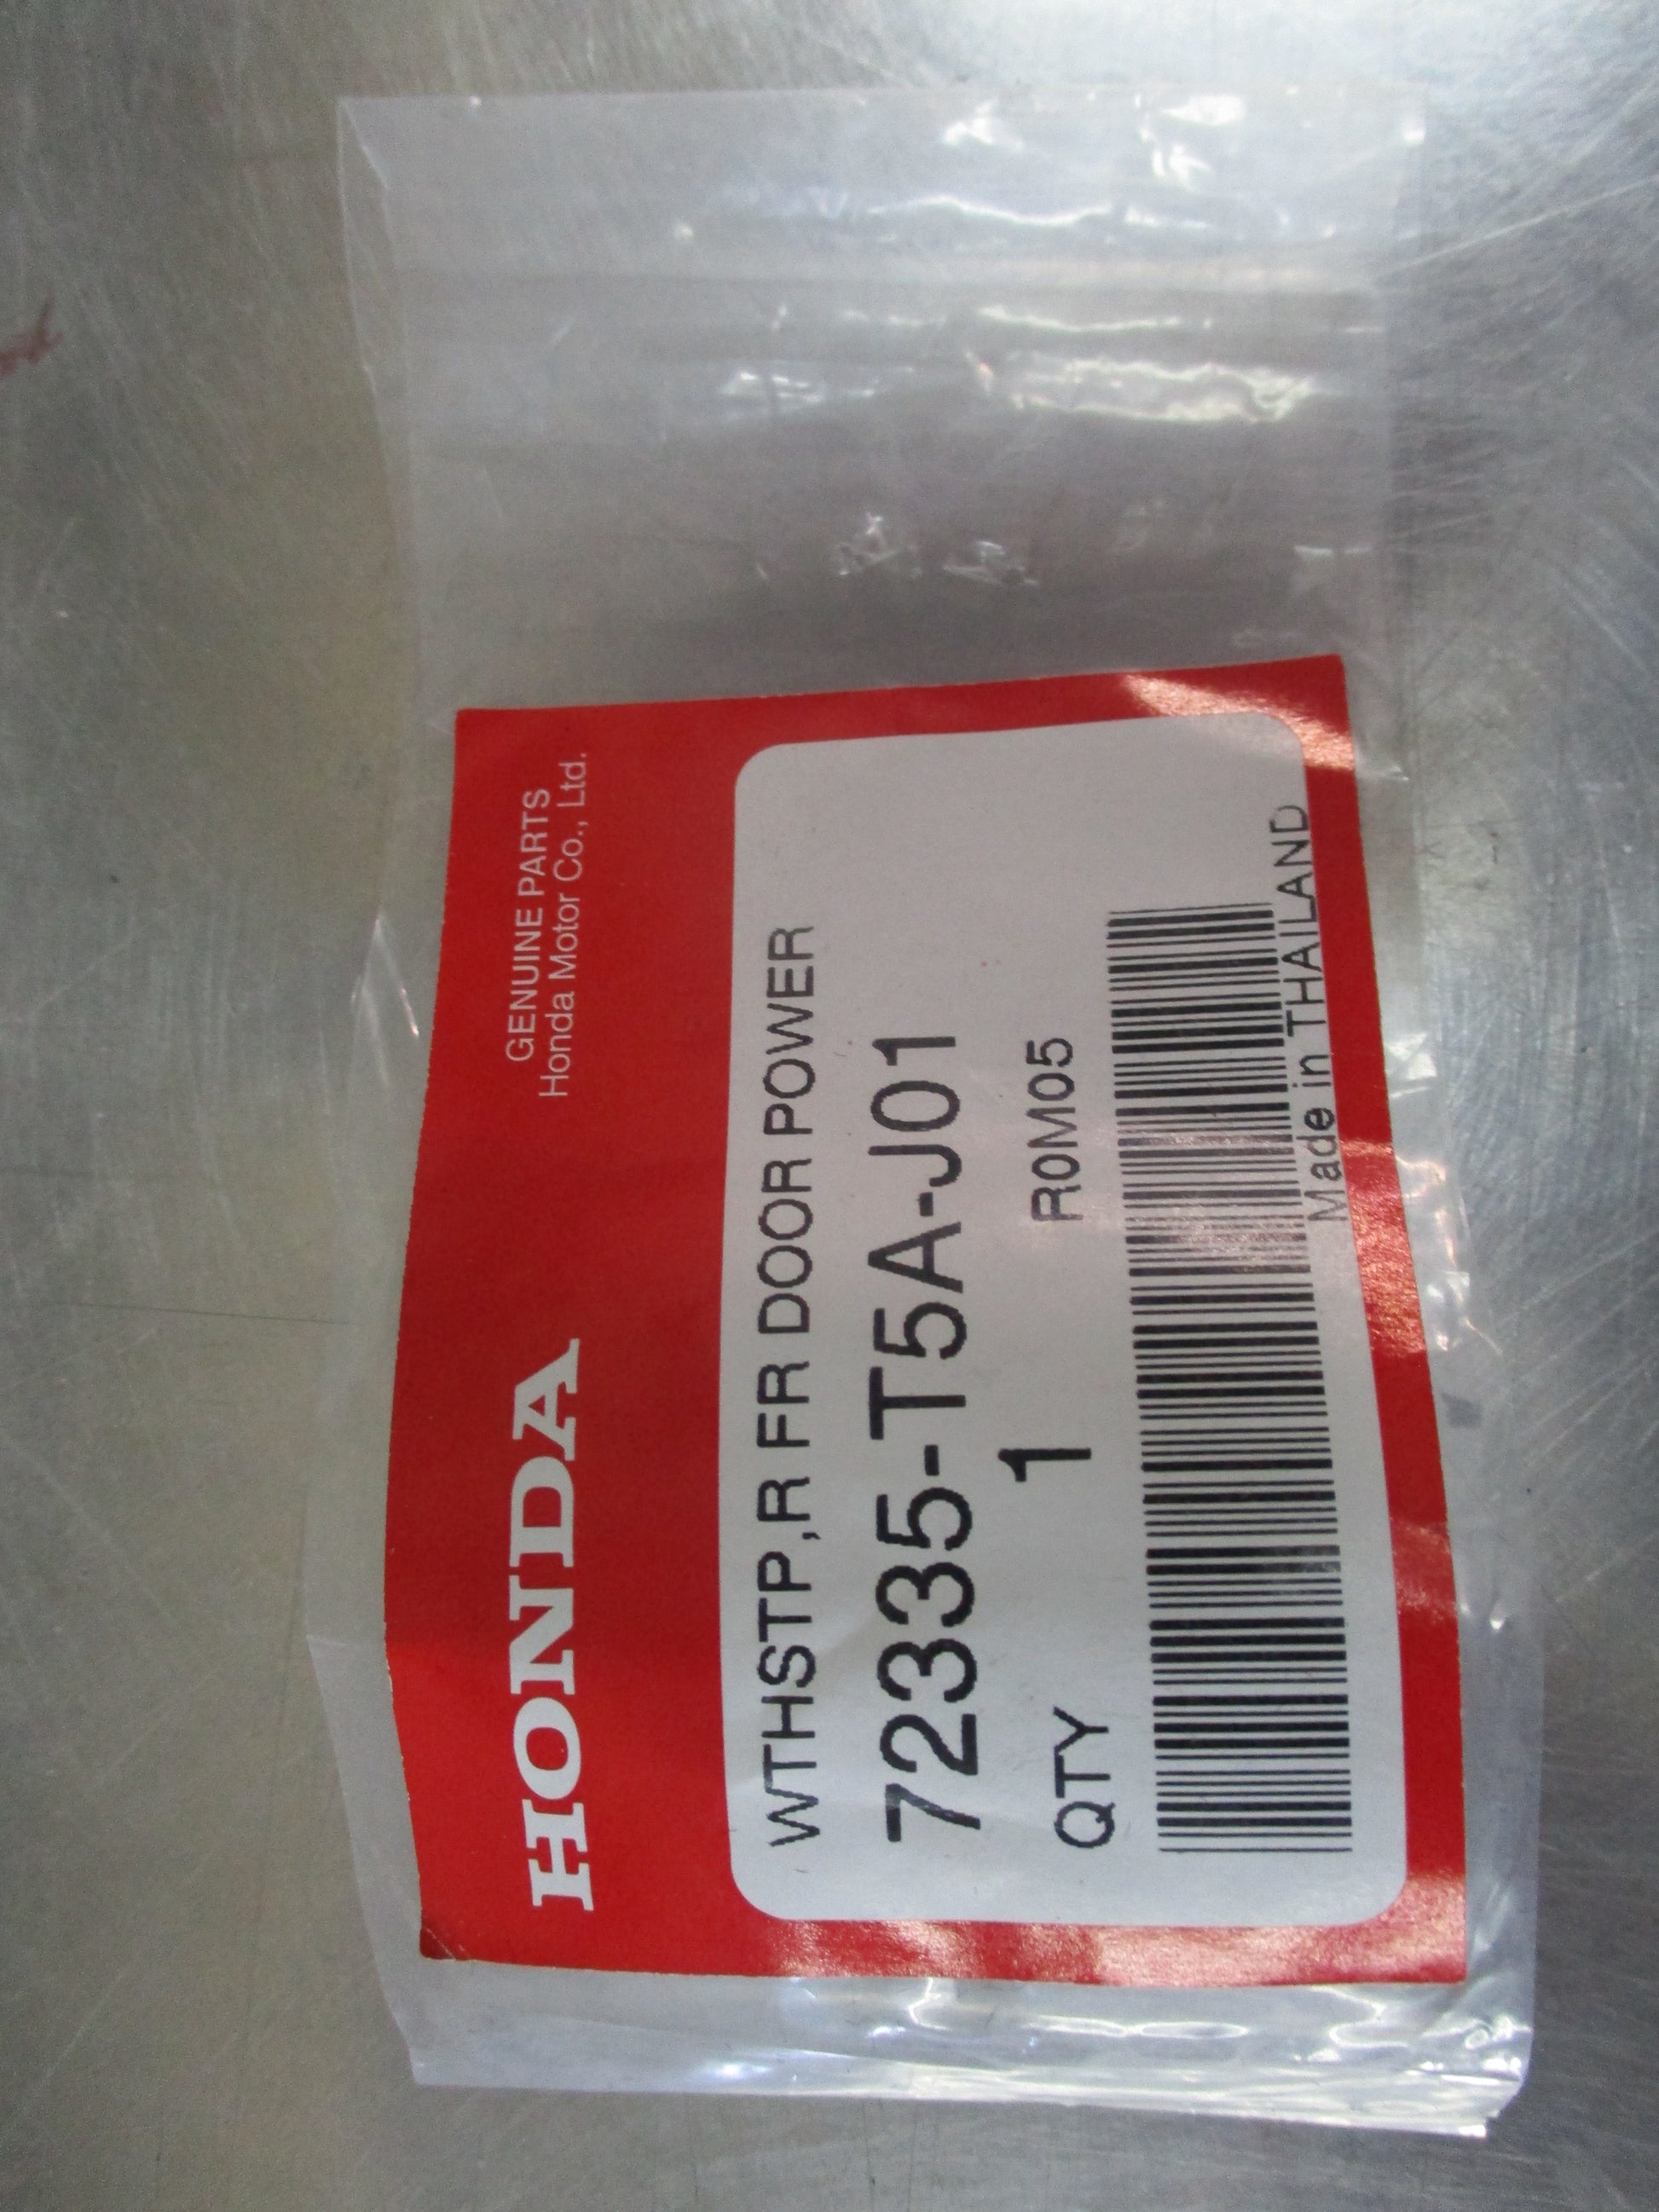 HONDA
GENUINE PARTS
Honda Motor Co., Ltd.
WTHSTP,R FR DOOR POWER
72335-T5A-J01
QTY 1 R0M05
Made in THAILAND